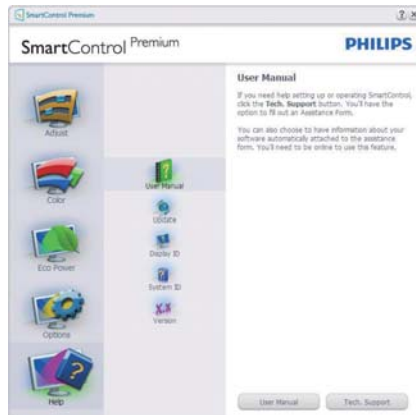 SmartControl Premium
SmartControl Premium
PHILIPS
Adjust
Color
Eco Power
Options
Help
User Manual
Update
Display ID
System ID
Version
User Manual
If you need help setting up or operating SmartControl,
click the Tech. Support button. You'll have the
option to fill out an Assistance Form.
You can also choose to have information about your
software automatically attached to the assistance
form. You'll need to be online to use this feature.
User Manual
Tech. Support